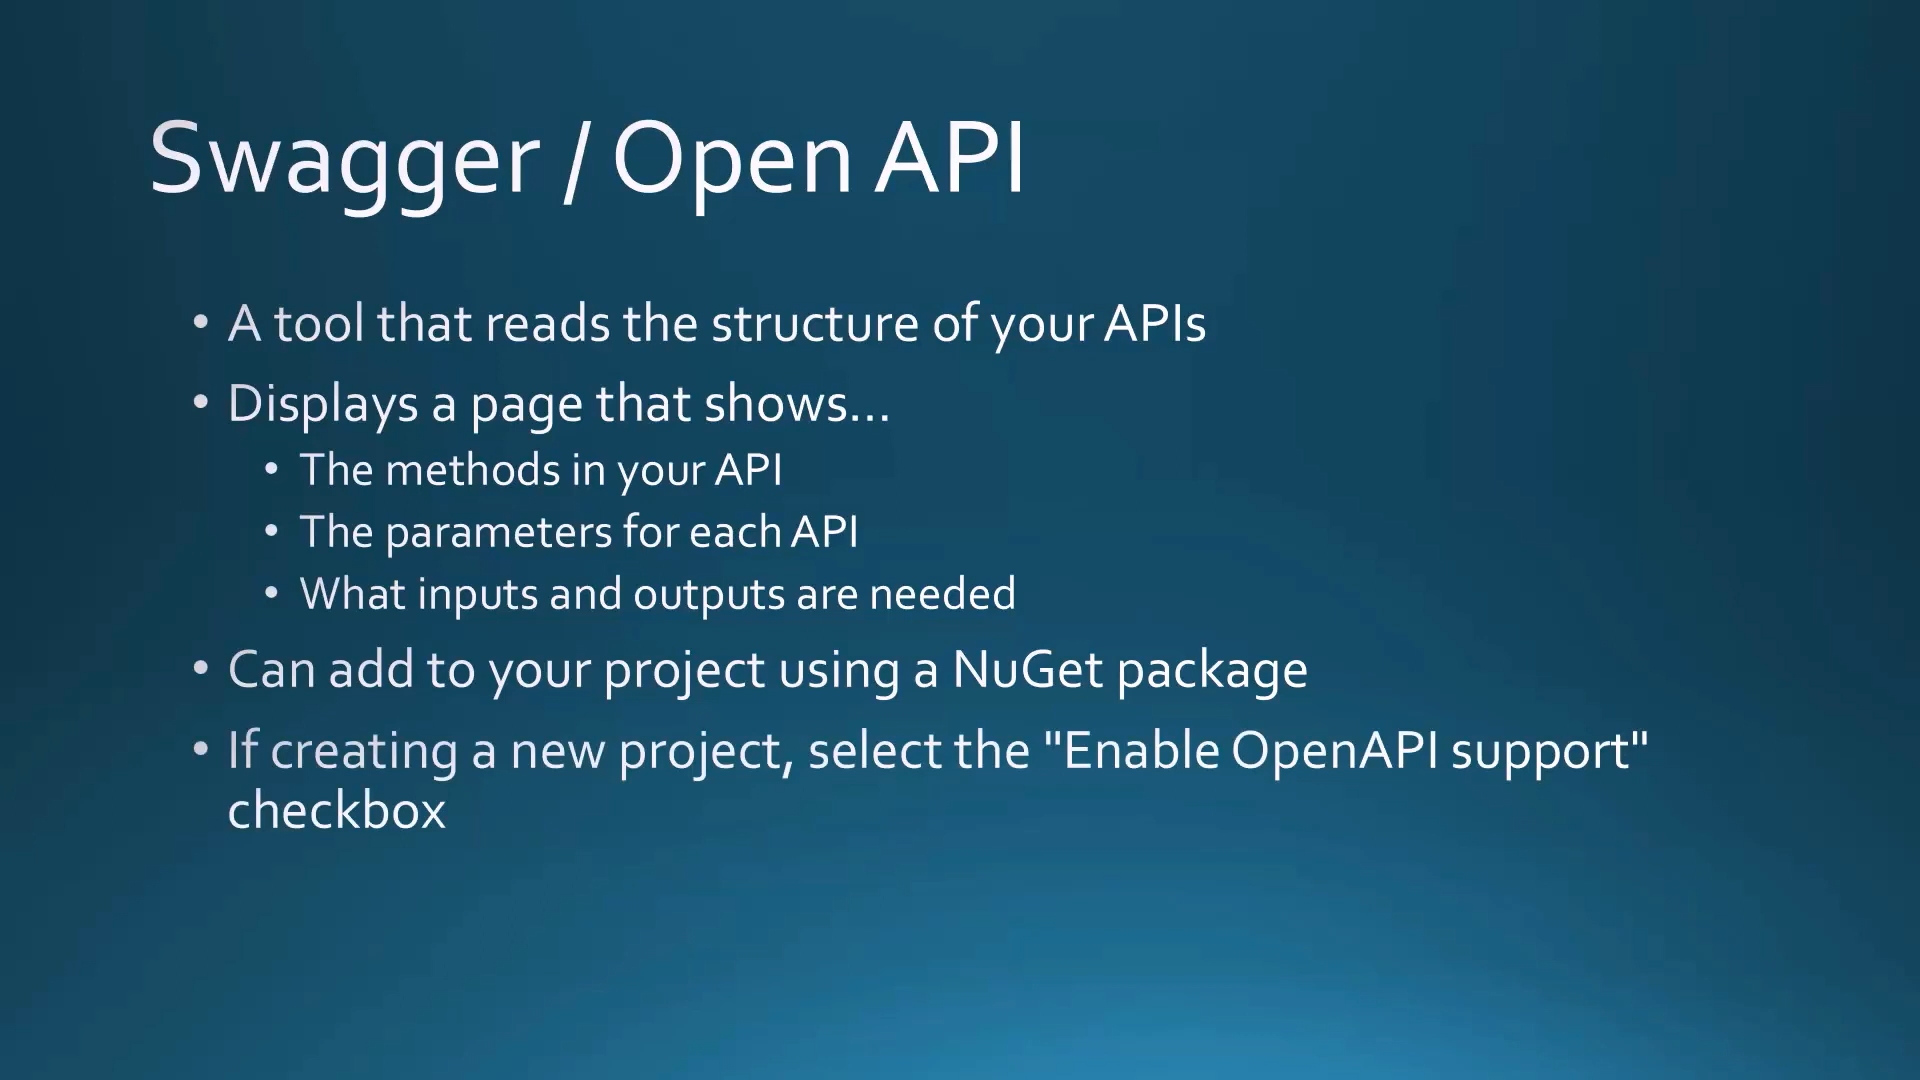 Swagger / Open API
• A tool that reads the structure of your APIs
• Displays a page that shows...
• The methods in your API
• The parameters for each API
• What inputs and outputs are needed
• Can add to your project using a NuGet package
• If creating a new project, select the "Enable OpenAPI support"
checkbox